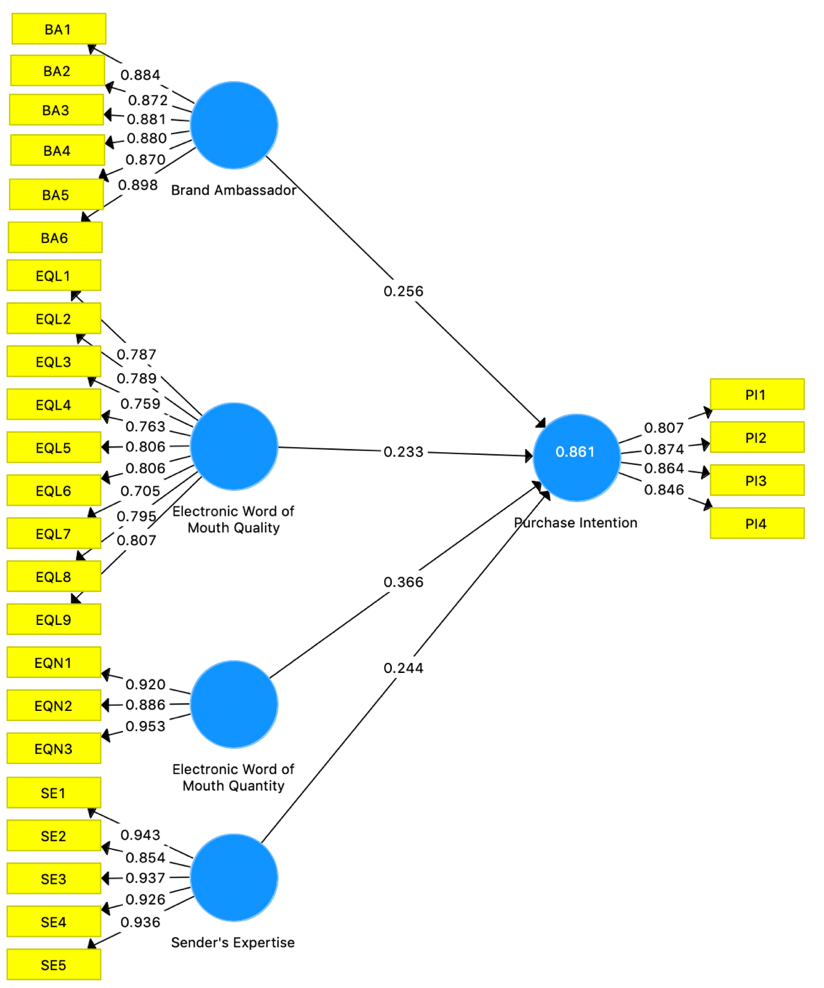 BA1
0.884
BA2
0.872
BA3
0.881
BA4
0.880
BA5
0.870
BA6
0.898
Brand Ambassador
0.256
EQL1
0.787
EQL2
0.789
EQL3
0.759
EQL4
0.763
EQL5
0.806
EQL6
0.806
EQL7
0.705
EQL8
0.795
EQL9
0.807
Electronic Word of
Mouth Quality
0.233
0.861
Purchase Intention
PI1
0.807
PI2
0.874
PI3
0.864
PI4
0.846
0.366
EQN1
0.920
EQN2
0.886
EQN3
0.953
Electronic Word of
Mouth Quantity
0.244
SE1
0.943
SE2
0.854
SE3
0.937
SE4
0.926
SE5
0.936
Sender's Expertise